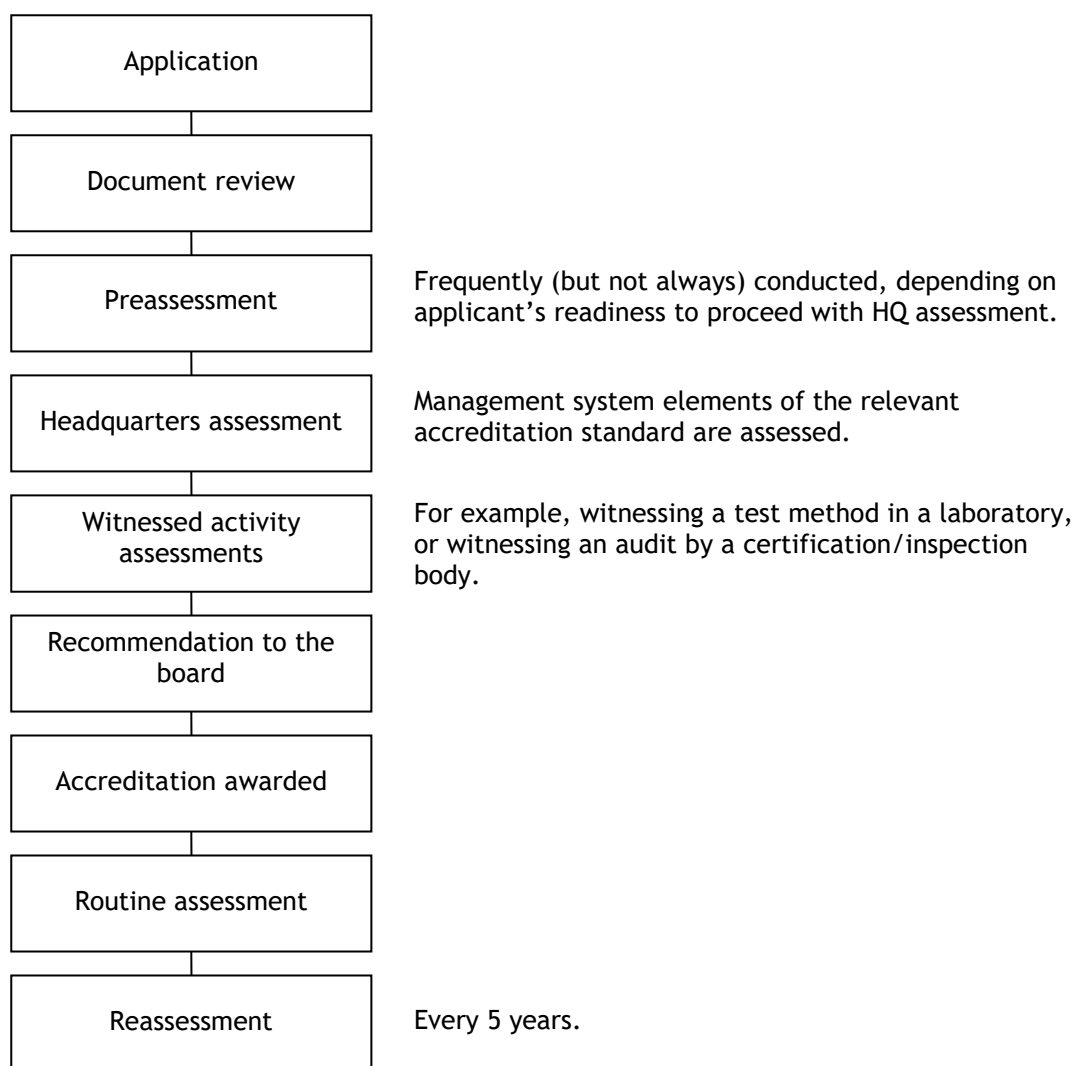 Application
Document review
Preassessment
Frequently (but not always) conducted, depending on
applicant’s readiness to proceed with HQ assessment.
Headquarters assessment
Management system elements of the relevant
accreditation standard are assessed.
Witnessed activity
assessments
For example, witnessing a test method in a laboratory,
or witnessing an audit by a certification/inspection
body.
Recommendation to the
board
Accreditation awarded
Routine assessment
Reassessment
Every 5 years.